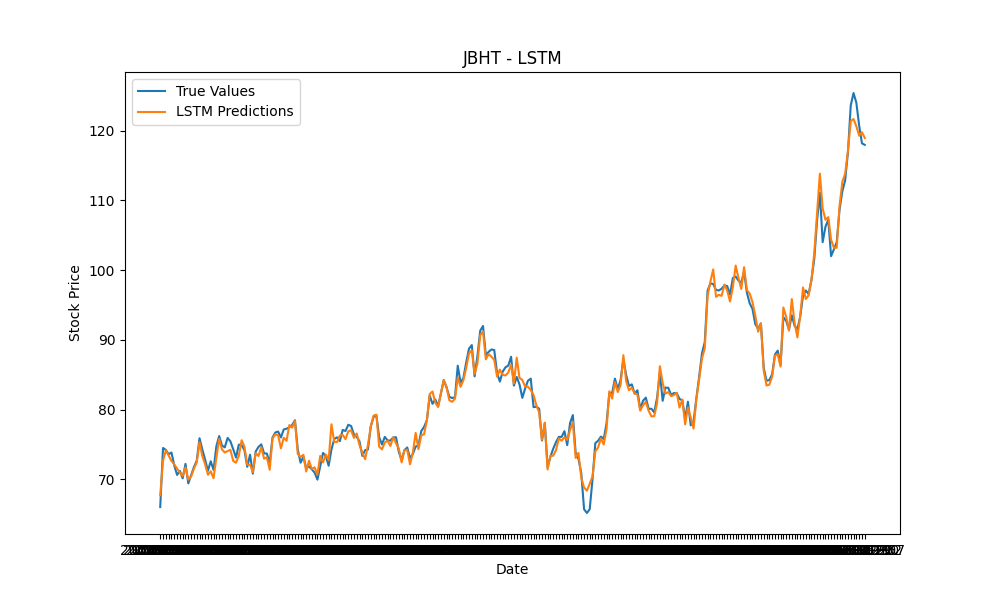 JBHT - LSTM
True Values
LSTM Predictions
120
110
100
90
80
70
Stock Price
Date